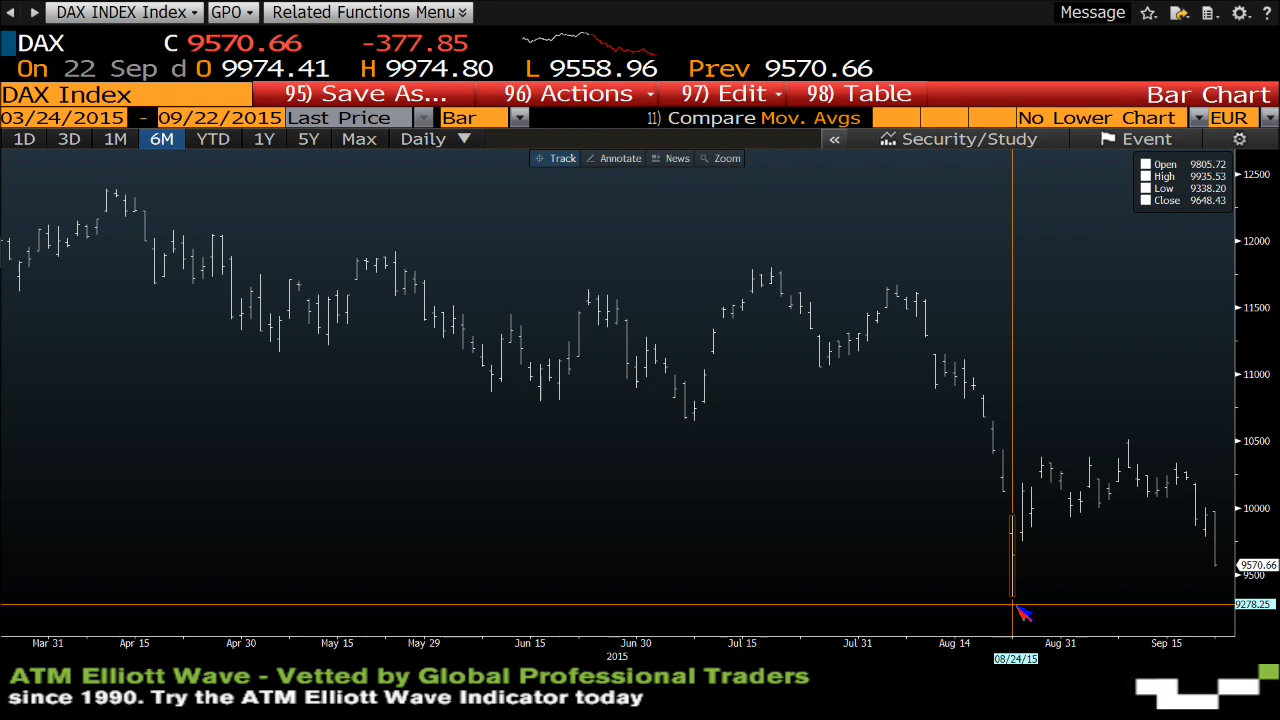 DAX INDEX Index GPO Related Functions Menu Message ?
DAX C 9570.66 -377.85
On 22 Sep d O 9974.41 H 9974.80 L 9558.96 Prev 9570.66
DAX Index 95) Save As... 96) Actions 97) Edit 98) Table Bar Chart
03/24/2015 - 09/22/2015 Last Price Bar 11) Compare Mov. Avgs No Lower Chart EUR
1D 3D 1M 6M YTD 1Y 5Y Max Daily « Security/Study Event
Track Annotate News Zoom
Open 9805.72
High 9935.53
Low 9338.20
Close 9648.43
12500
12000
11500
11000
10500
10000
9570.66
9500
9278.25
Mar 31 Apr 15 Apr 30 May 15 May 29 Jun 15 Jun 30 Jul 15 Jul 31 Aug 14 Aug 31 Sep 15
2015 08/24/15
ATM Elliott Wave - Vetted by Global Professional Traders
since 1990. Try the ATM Elliott Wave Indicator today